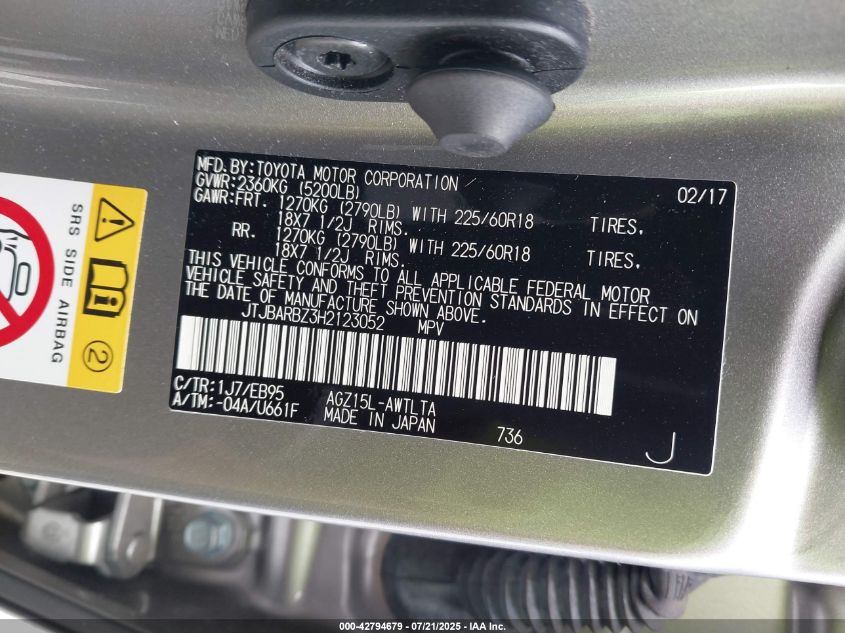 MFD.BY:TOYOTA MOTOR CORPORATION 02/17
GVWR:2360KG (5200LB)
GAWR:FRT. 1270KG (2790LB) WITH 225/60R18 TIRES,
18X7 1/2J RIMS.
RR. 1270KG (2790LB) WITH 225/60R18 TIRES,
18X7 1/2J RIMS.
THIS VEHICLE CONFORMS TO ALL APPLICABLE FEDERAL MOTOR
VEHICLE SAFETY AND THEFT PREVENTION STANDARDS IN EFFECT ON
THE DATE OF MANUFACTURE SHOWN ABOVE.
JTJBARBZ3H2123052 MPV
C/TR:1J7/EB95 AGZ15L-AWTLTA
A/TM:-04A/U661F MADE IN JAPAN 736
J
SRS SIDE AIRBAG
2
000-42794679 / 07/21/2025 - IAA Inc.